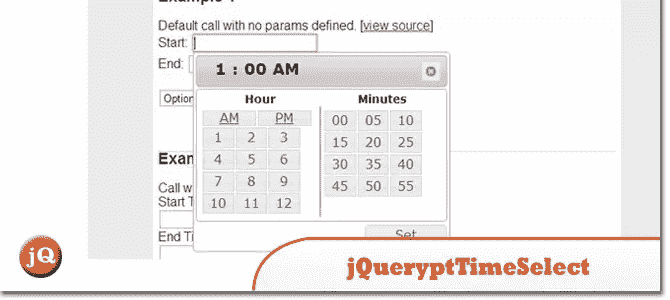 Example 1
Default call with no params defined. [view source]
Start:
End:
1 : 00 AM
Hour Minutes
AM PM 00 05 10
1 2 3 15 20 25
4 5 6 30 35 40
7 8 9 45 50 55
10 11 12
Option
Exam
Call w
Start T
End Ti
Set
jQ
jQueryptTimeSelect